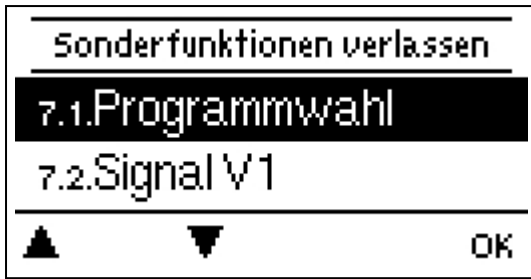 Sonderfunktionen verlassen
7.1.Programmwahl
7.2.Signal V1
▲ ▼ OK